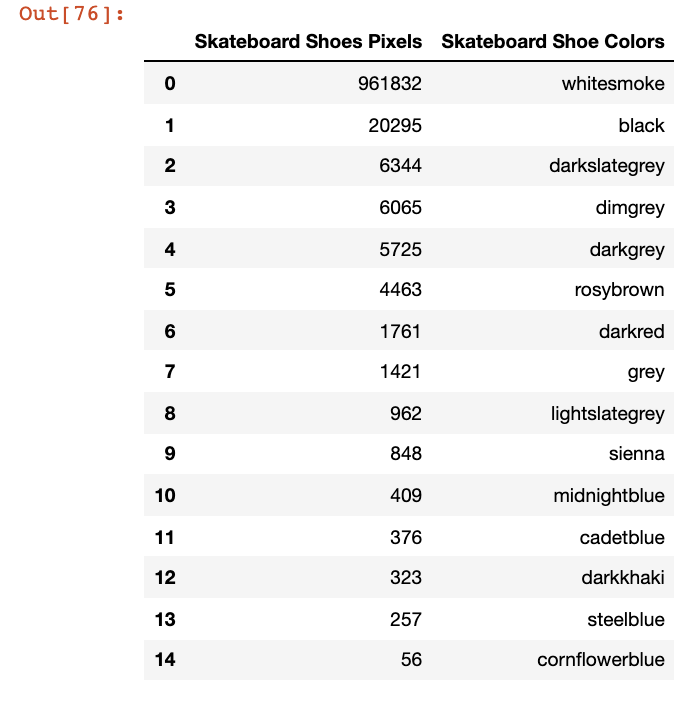 Out[76]:
Skateboard Shoes Pixels Skateboard Shoe Colors
0 961832 whitesmoke
1 20295 black
2 6344 darkslategrey
3 6065 dimgrey
4 5725 darkgrey
5 4463 rosybrown
6 1761 darkred
7 1421 grey
8 962 lightslategrey
9 848 sienna
10 409 midnightblue
11 376 cadetblue
12 323 darkkhaki
13 257 steelblue
14 56 cornflowerblue